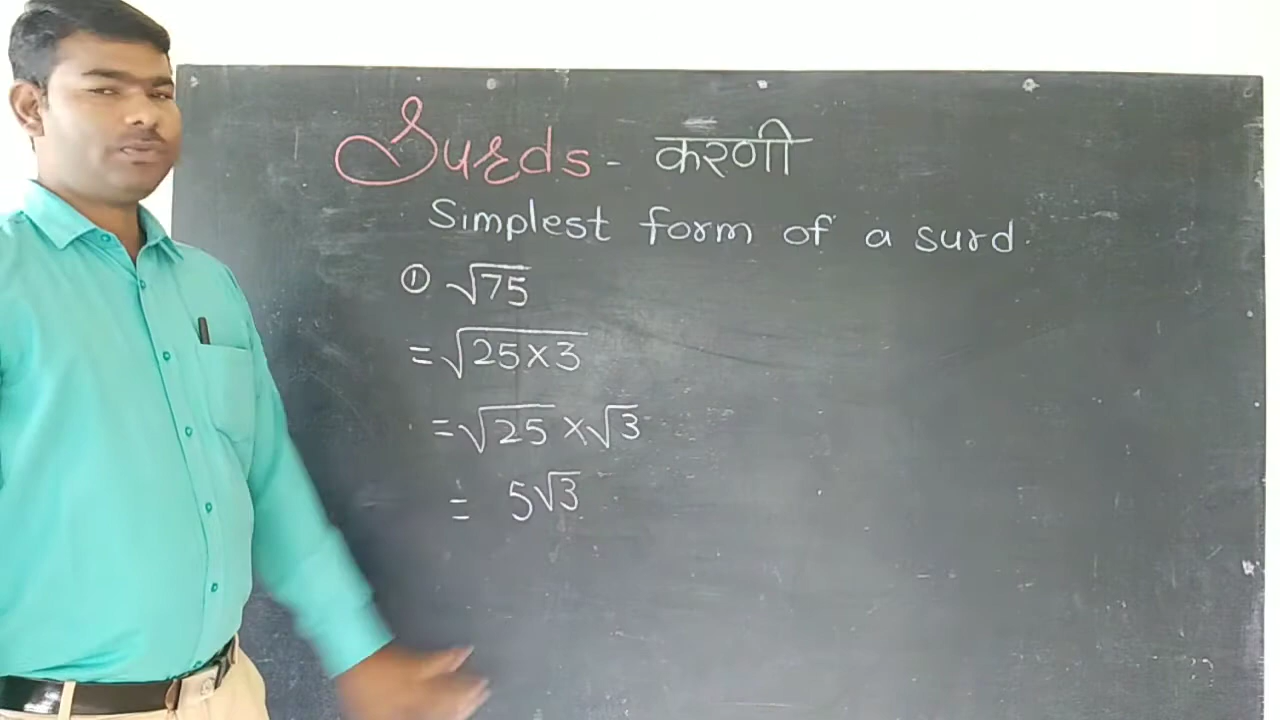 Surds - करणी
Simplest form of a surd.
① √75
= √25×3
= √25 × √3
= 5√3